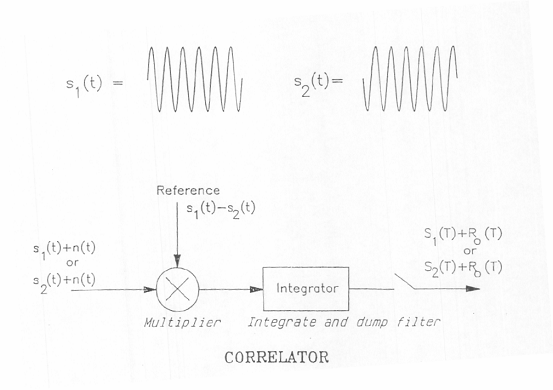 s₁(t) =
s₂(t)=
Reference
s₁(t)−s₂(t)
s₁(t)+n(t)
or
s₂(t)+n(t)
S₁(T)+R₀(T)
or
S₂(T)+R₀(T)
Integrator
Multiplier
Integrate and dump filter
CORRELATOR